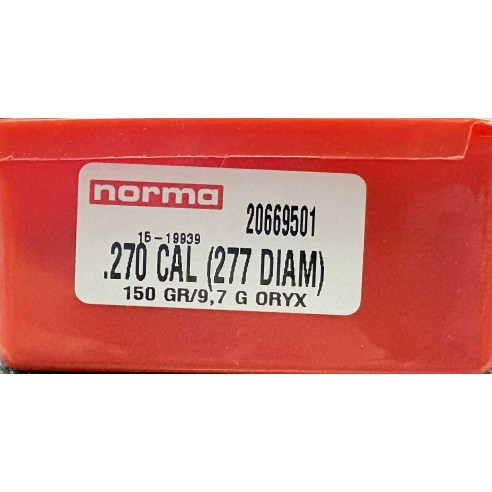 norma
20669501
15-19939
.270 CAL (277 DIAM)
150 GR/9,7 G ORYX